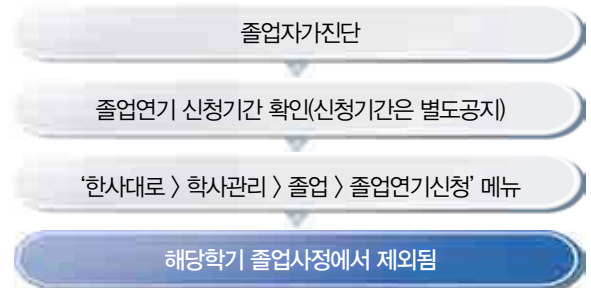 졸업자가진단
졸업연기 신청기간 확인(신청기간은 별도공지)
‘한사대로 > 학사관리 > 졸업 > 졸업연기신청’ 메뉴
해당학기 졸업사정에서 제외됨